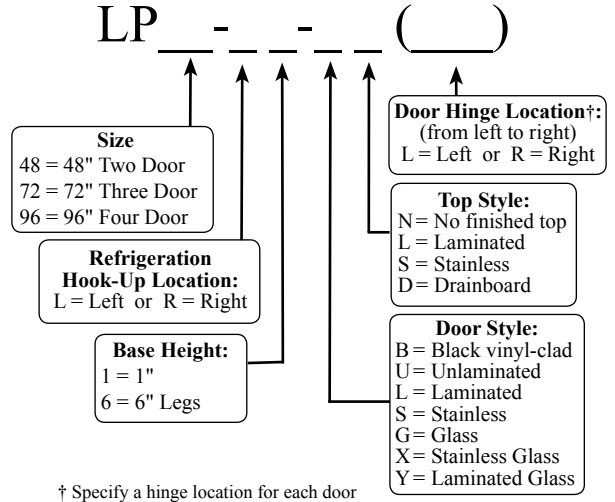 LP___-_ _-_ _ (___)
Size
48 = 48" Two Door
72 = 72" Three Door
96 = 96" Four Door
Refrigeration
Hook-Up Location:
L = Left or R = Right
Base Height:
1 = 1"
6 = 6" Legs
Door Hinge Location†:
(from left to right)
L = Left or R = Right
Top Style:
N = No finished top
L = Laminated
S = Stainless
D = Drainboard
Door Style:
B = Black vinyl-clad
U = Unlaminated
L = Laminated
S = Stainless
G = Glass
X = Stainless Glass
Y = Laminated Glass
† Specify a hinge location for each door